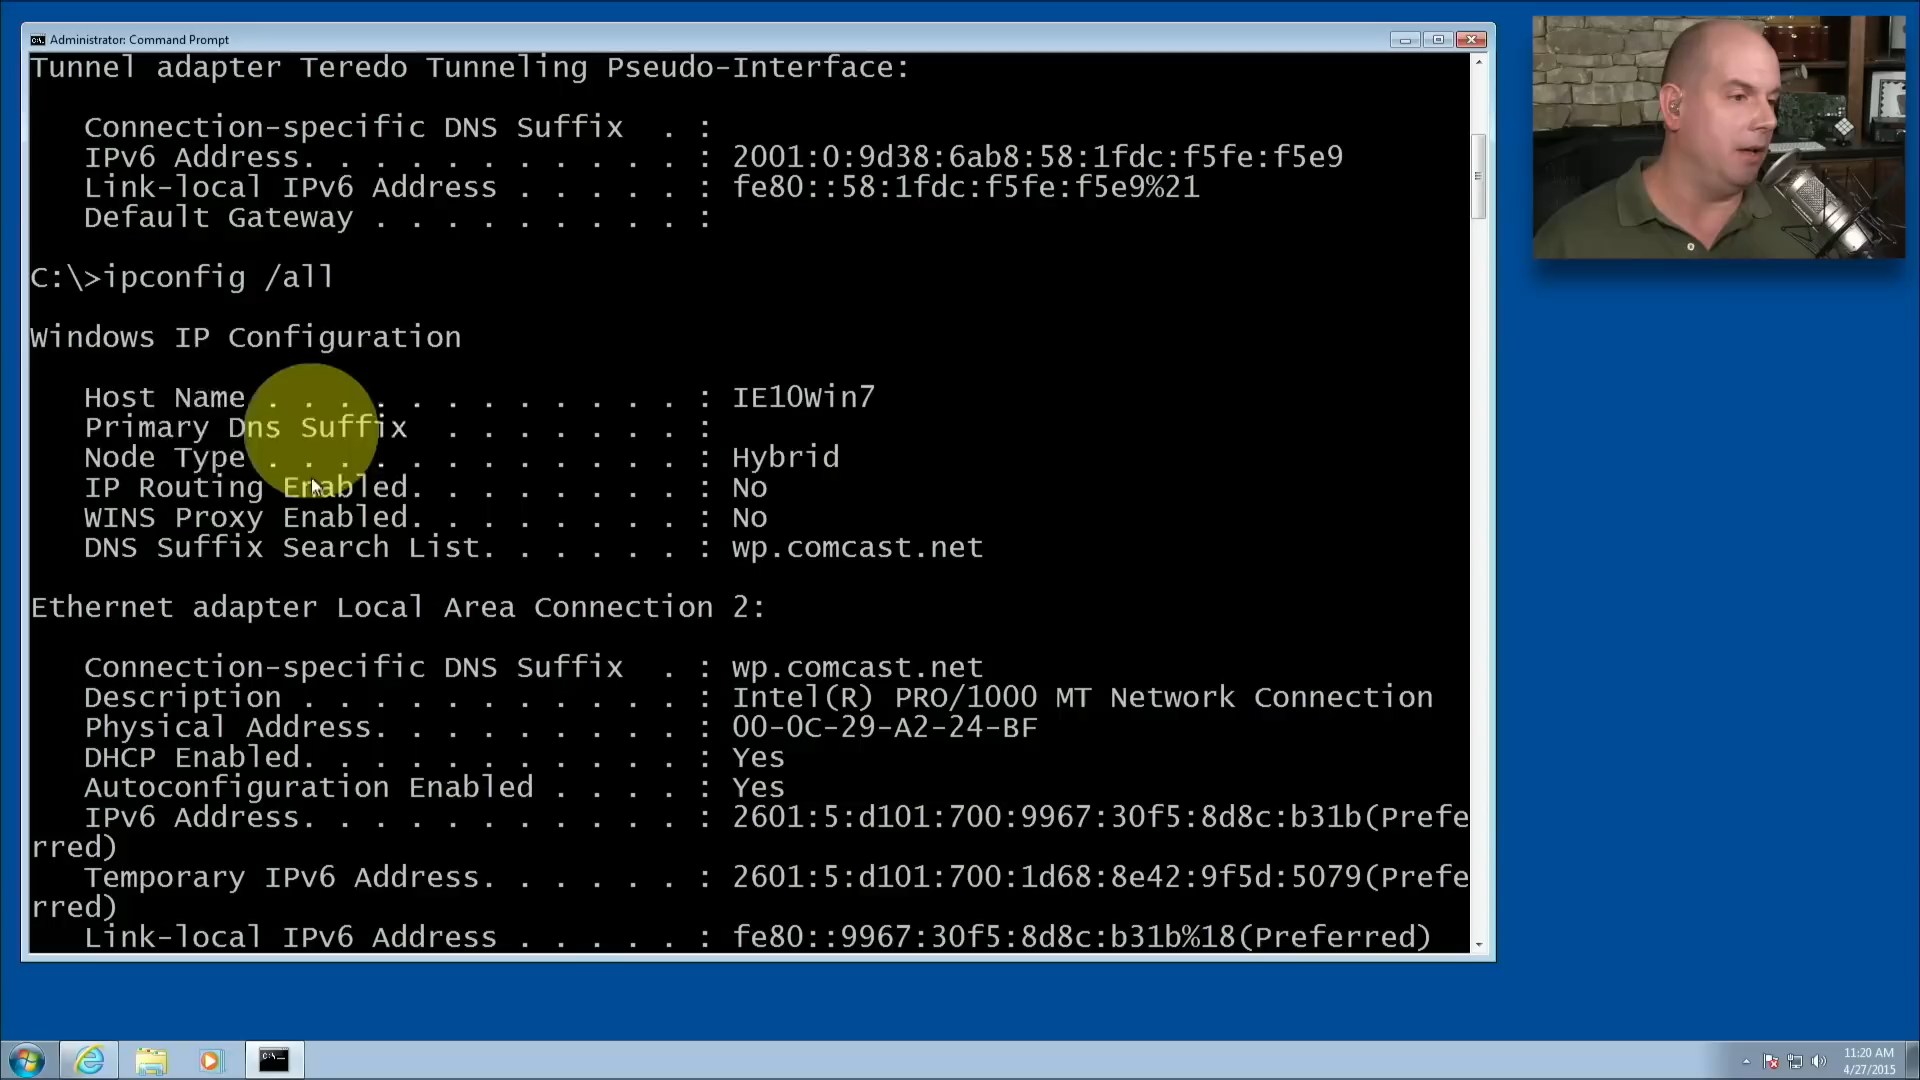 Administrator: Command Prompt
Tunnel adapter Teredo Tunneling Pseudo-Interface:
Connection-specific DNS Suffix . :
IPv6 Address. . . . . . . . . . . : 2001:0:9d38:6ab8:58:1fdc:f5fe:f5e9
Link-local IPv6 Address . . . . . : fe80::58:1fdc:f5fe:f5e9%21
Default Gateway . . . . . . . . . :
C:\>ipconfig /all
Windows IP Configuration
Host Name . . . . . . . . . . . . : IE10Win7
Primary Dns Suffix . . . . . . . :
Node Type . . . . . . . . . . . . : Hybrid
IP Routing Enabled. . . . . . . . : No
WINS Proxy Enabled. . . . . . . . : No
DNS Suffix Search List. . . . . . : wp.comcast.net
Ethernet adapter Local Area Connection 2:
Connection-specific DNS Suffix . : wp.comcast.net
Description . . . . . . . . . . . : Intel(R) PRO/1000 MT Network Connection
Physical Address. . . . . . . . . : 00-0C-29-A2-24-BF
DHCP Enabled. . . . . . . . . . . : Yes
Autoconfiguration Enabled . . . . : Yes
IPv6 Address. . . . . . . . . . . : 2601:5:d101:700:9967:30f5:8d8c:b31b(Prefe
rred)
Temporary IPv6 Address. . . . . . : 2601:5:d101:700:1d68:8e42:9f5d:5079(Prefe
rred)
Link-local IPv6 Address . . . . . : fe80::9967:30f5:8d8c:b31b%18(Preferred)
11:20 AM
4/27/2015